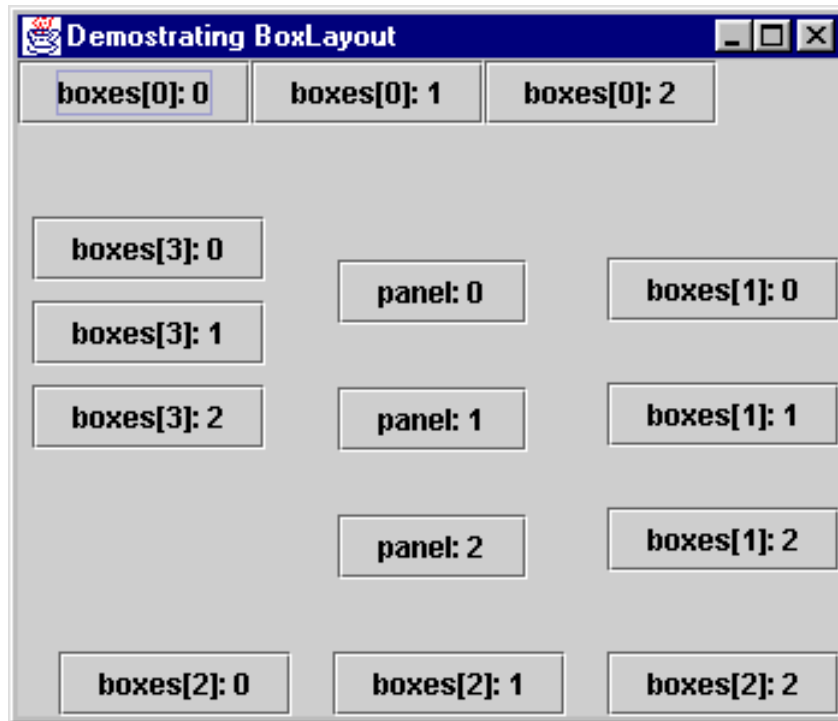 Demostrating BoxLayout
boxes[0]: 0 boxes[0]: 1 boxes[0]: 2
boxes[3]: 0
boxes[3]: 1
boxes[3]: 2
panel: 0
panel: 1
panel: 2
boxes[1]: 0
boxes[1]: 1
boxes[1]: 2
boxes[2]: 0 boxes[2]: 1 boxes[2]: 2